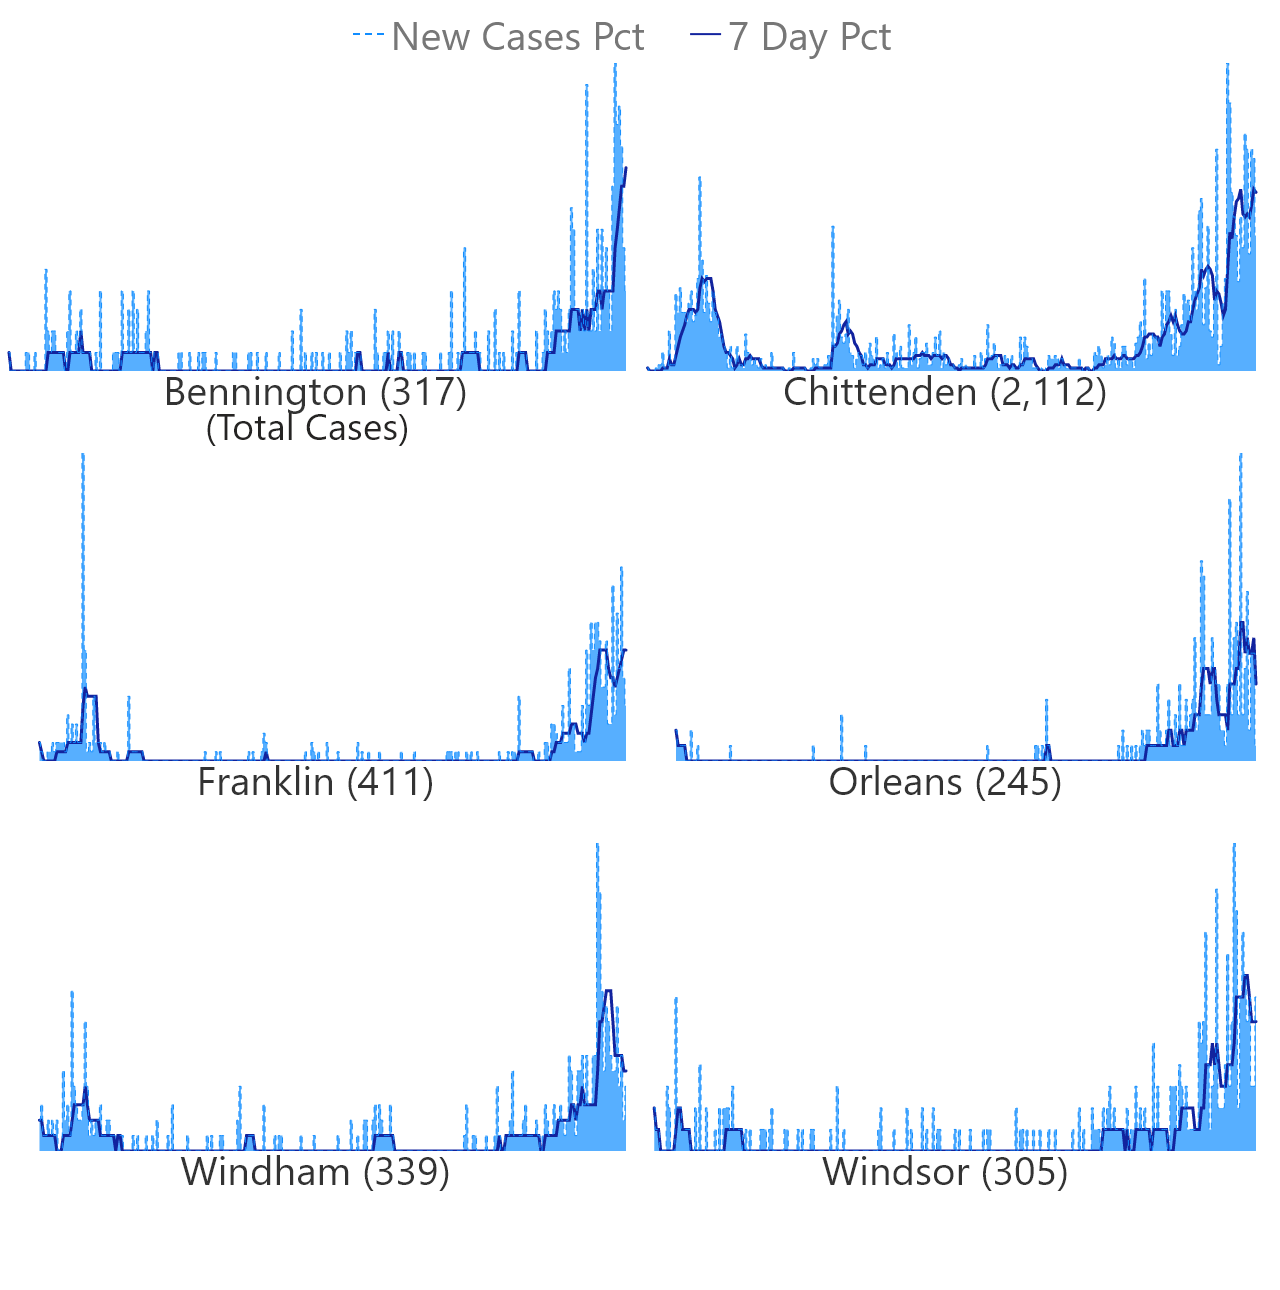 New Cases Pct 7 Day Pct
Bennington (317) Chittenden (2,112)
(Total Cases)
Franklin (411) Orleans (245)
Windham (339) Windsor (305)